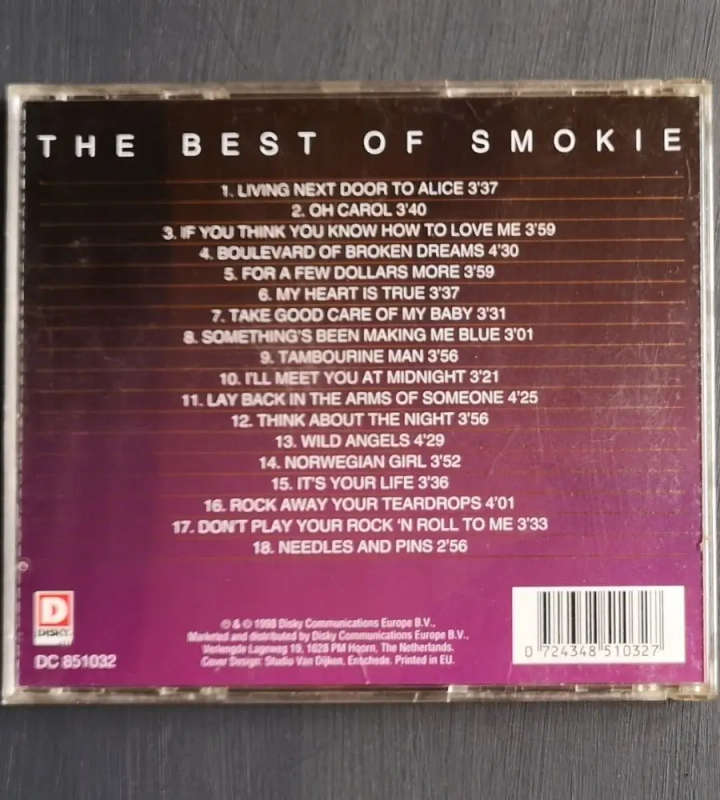 THE BEST OF SMOKIE
1. LIVING NEXT DOOR TO ALICE 3'37
2. OH CAROL 3'40
3. IF YOU THINK YOU KNOW HOW TO LOVE ME 3'59
4. BOULEVARD OF BROKEN DREAMS 4'30
5. FOR A FEW DOLLARS MORE 3'59
6. MY HEART IS TRUE 3'37
7. TAKE GOOD CARE OF MY BABY 3'31
8. SOMETHING'S BEEN MAKING ME BLUE 3'01
9. TAMBOURINE MAN 3'56
10. I'LL MEET YOU AT MIDNIGHT 3'21
11. LAY BACK IN THE ARMS OF SOMEONE 4'25
12. THINK ABOUT THE NIGHT 3'56
13. WILD ANGELS 4'29
14. NORWEGIAN GIRL 3'52
15. IT'S YOUR LIFE 3'36
16. ROCK AWAY YOUR TEARDROPS 4'01
17. DON'T PLAY YOUR ROCK 'N ROLL TO ME 3'33
18. NEEDLES AND PINS 2'56
D
DISKY
DC 851032
℗ & © 1998 Disky Communications Europe B.V.,
Marketed and distributed by Disky Communications Europe B.V.,
Verlengde Lageweg 19, 1628 PM Hoorn, The Netherlands.
Cover Design: Studio Van Dijken, Enschede. Printed in EU.
0 724348 510327